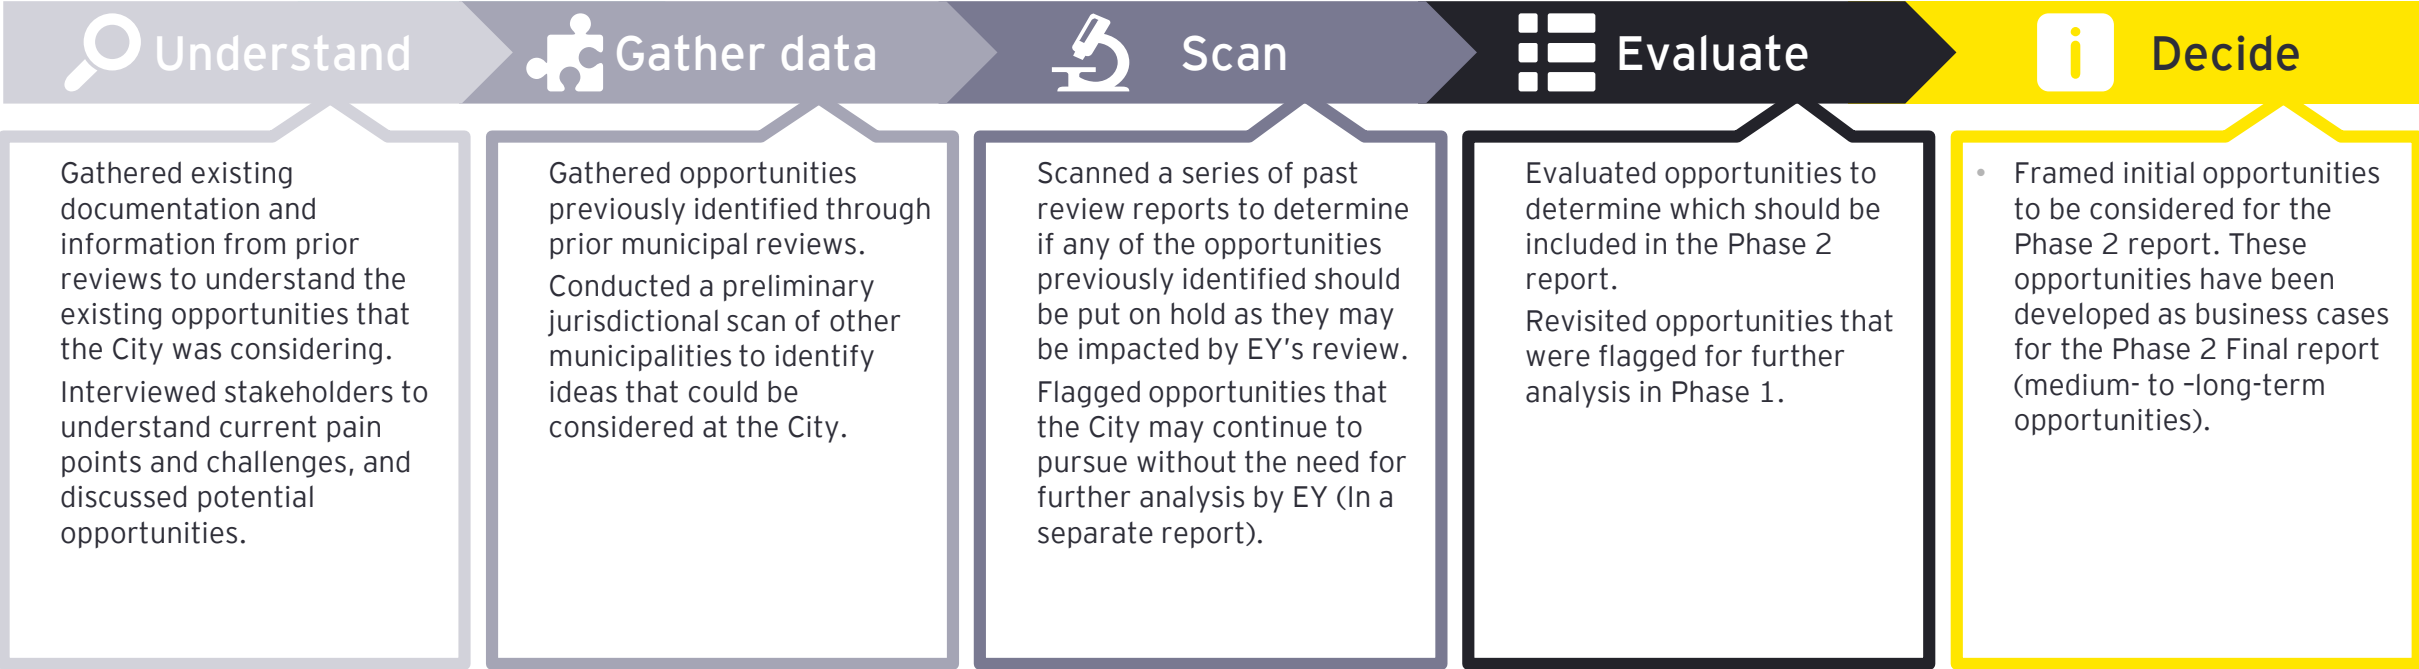 Understand
Gather data
Scan
Evaluate
Decide
Gathered existing
documentation and
information from prior
reviews to understand the
existing opportunities that
the City was considering.
Interviewed stakeholders to
understand current pain
points and challenges, and
discussed potential
opportunities.
Gathered opportunities
previously identified through
prior municipal reviews.
Conducted a preliminary
jurisdictional scan of other
municipalities to identify
ideas that could be
considered at the City.
Scanned a series of past
review reports to determine
if any of the opportunities
previously identified should
be put on hold as they may
be impacted by EY’s review.
Flagged opportunities that
the City may continue to
pursue without the need for
further analysis by EY (In a
separate report).
Evaluated opportunities to
determine which should be
included in the Phase 2
report.
Revisited opportunities that
were flagged for further
analysis in Phase 1.
• Framed initial opportunities
to be considered for the
Phase 2 report. These
opportunities have been
developed as business cases
for the Phase 2 Final report
(medium- to –long-term
opportunities).